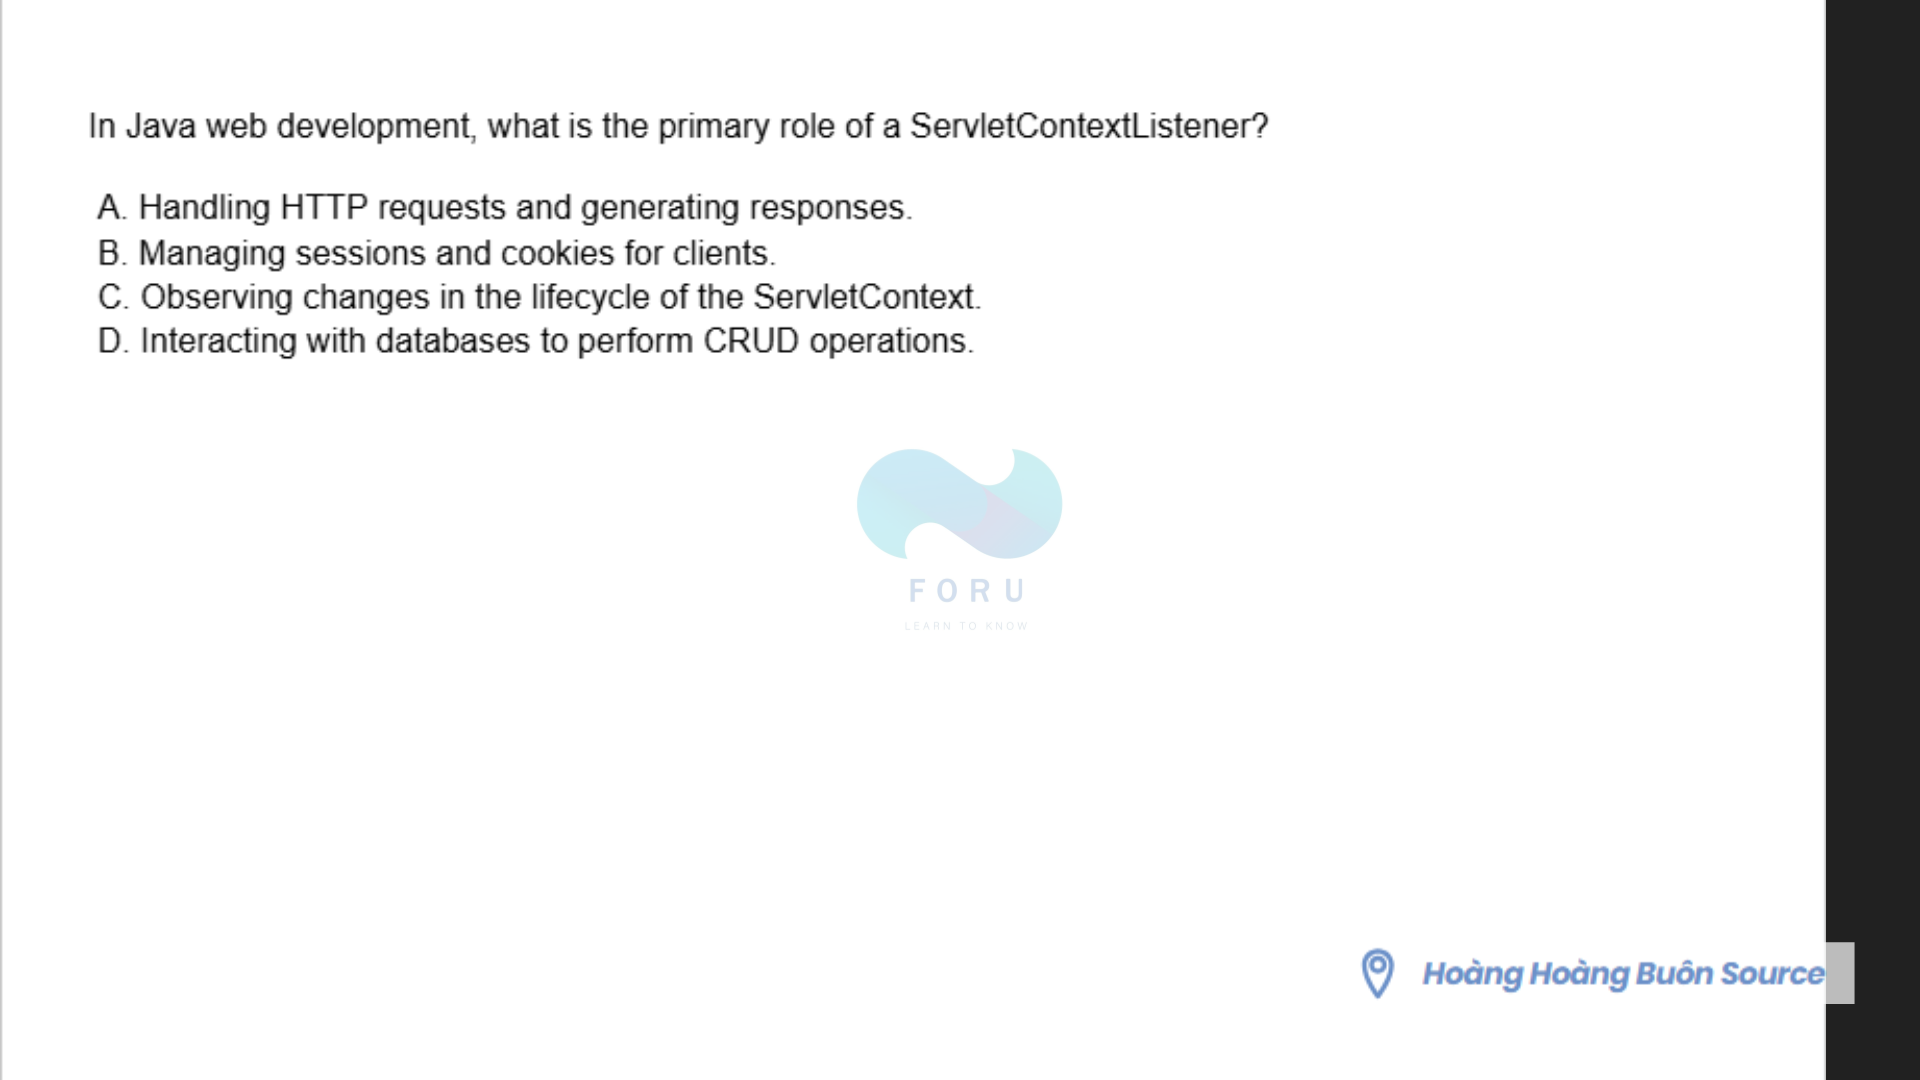 In Java web development, what is the primary role of a ServletContextListener?
A. Handling HTTP requests and generating responses.
B. Managing sessions and cookies for clients.
C. Observing changes in the lifecycle of the ServletContext.
D. Interacting with databases to perform CRUD operations.
FORU
LEARN TO KNOW
Hoàng Hoàng Buôn Source